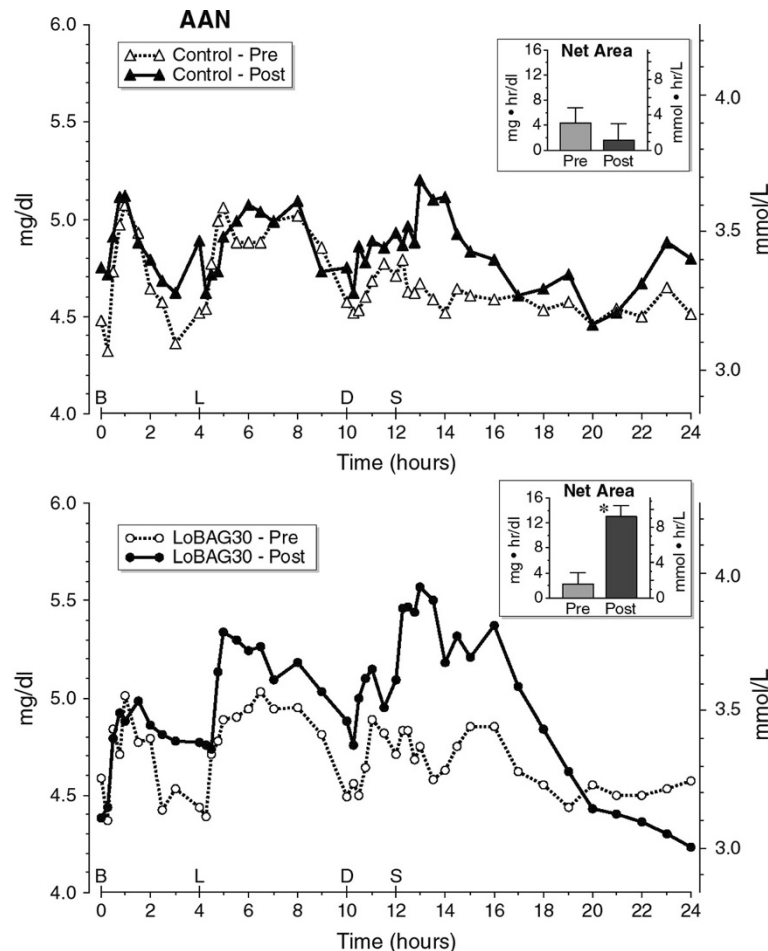 AAN
Control - Pre
Control - Post
Net Area
mg • hr/dl
16
12
8
4
0
8
4
0
mmol • hr/L
Pre Post
mg/dl
6.0
5.5
5.0
4.5
4.0
4.0
3.5
3.0
mmol/L
B L D S
0 2 4 6 8 10 12 14 16 18 20 22 24
Time (hours)
LoBAG30 - Pre
LoBAG30 - Post
Net Area
mg • hr/dl
16
12
8
4
0
*
8
4
0
mmol • hr/L
Pre Post
mg/dl
6.0
5.5
5.0
4.5
4.0
4.0
3.5
3.0
mmol/L
B L D S
0 2 4 6 8 10 12 14 16 18 20 22 24
Time (hours)